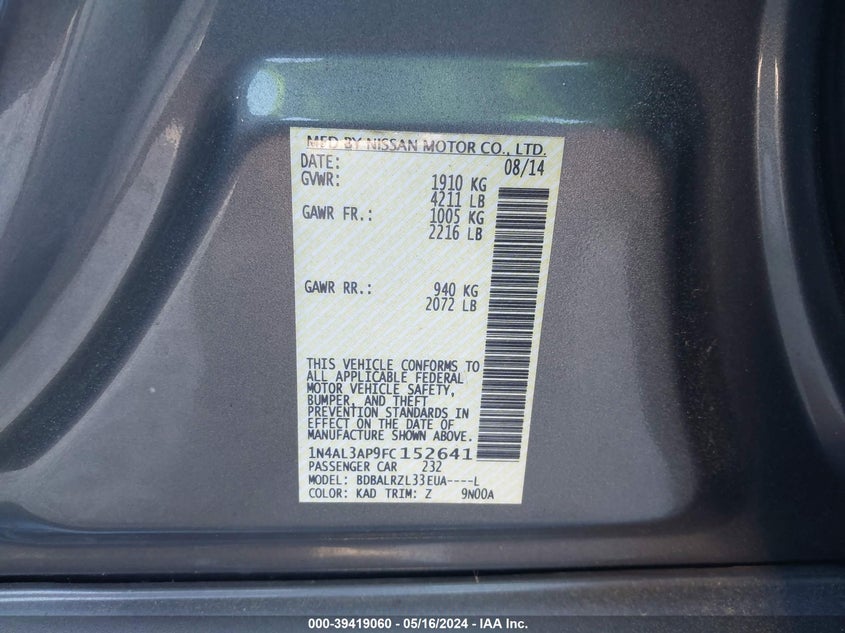 MFD BY NISSAN MOTOR CO., LTD.
DATE: 08/14
GVWR: 1910 KG
4211 LB
GAWR FR.: 1005 KG
2216 LB
GAWR RR.: 940 KG
2072 LB
THIS VEHICLE CONFORMS TO
ALL APPLICABLE FEDERAL
MOTOR VEHICLE SAFETY,
BUMPER, AND THEFT
PREVENTION STANDARDS IN
EFFECT ON THE DATE OF
MANUFACTURE SHOWN ABOVE.
1N4AL3AP9FC152641
PASSENGER CAR 232
MODEL: BDBALRZL33EUA----L
COLOR: KAD TRIM: Z 9N00A
000-39419060 - 05/16/2024 - IAA Inc.